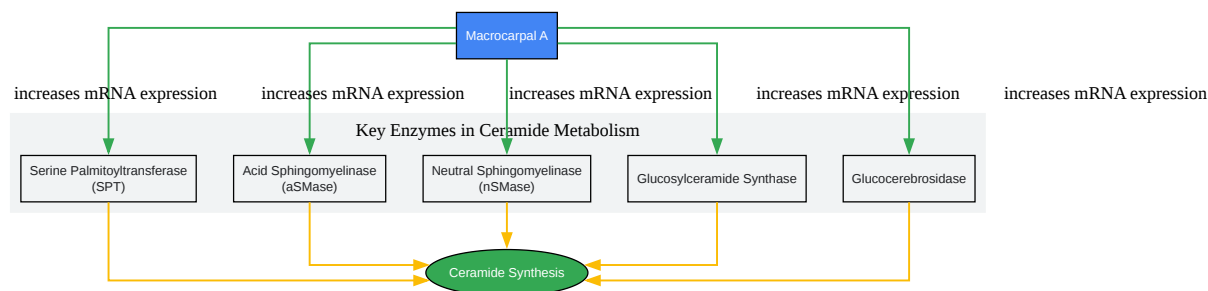 Macrocarpal A
increases mRNA expression
increases mRNA expression
increases mRNA expression
increases mRNA expression
increases mRNA expression
Key Enzymes in Ceramide Metabolism
Serine Palmitoyltransferase
(SPT)
Acid Sphingomyelinase
(aSMase)
Neutral Sphingomyelinase
(nSMase)
Glucosylceramide Synthase
Glucocerebrosidase
Ceramide Synthesis